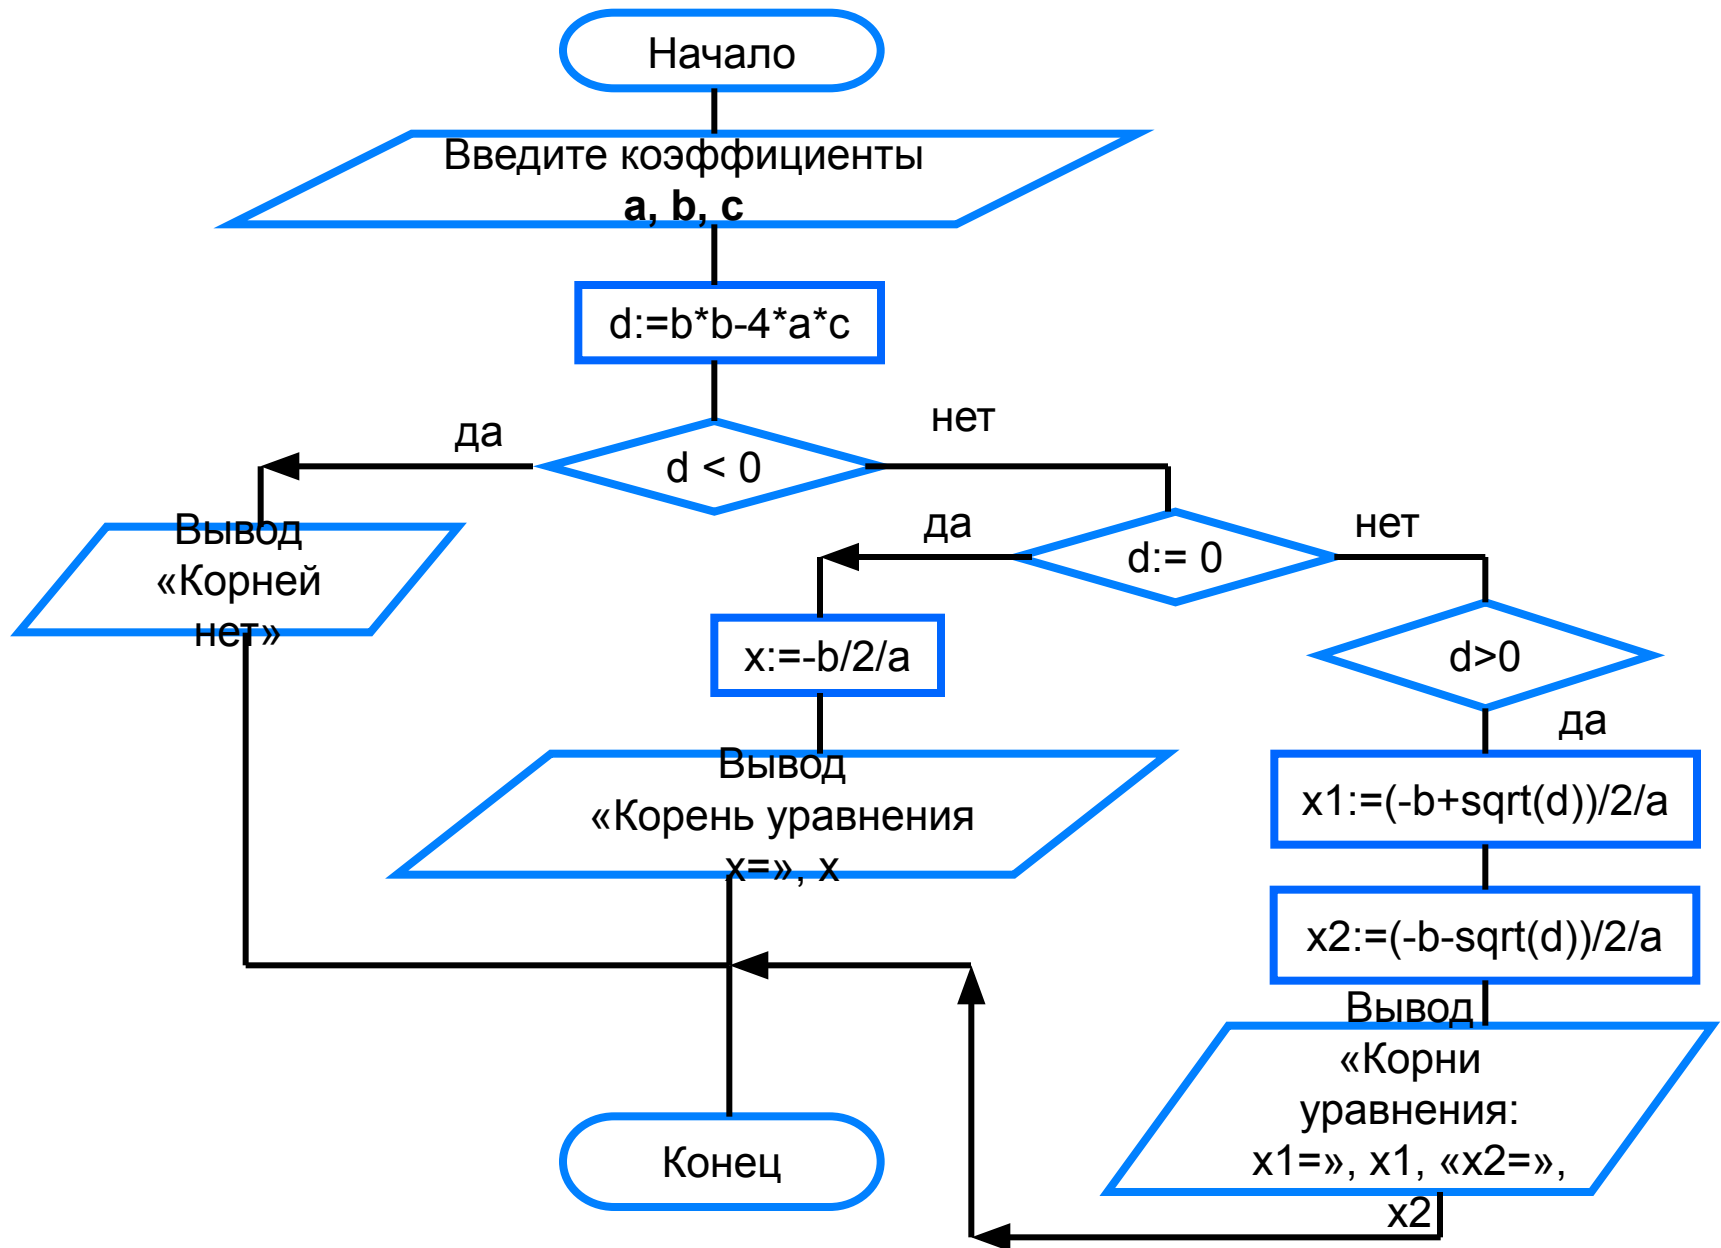 Начало
Введите коэффициенты
a, b, c
d:=b*b-4*a*c
да
нет
d < 0
Вывод
«Корней
нет»
да
нет
d:= 0
x:=-b/2/a
d>0
да
Вывод
«Корень уравнения
x=», x
x1:=(-b+sqrt(d))/2/a
x2:=(-b-sqrt(d))/2/a
Вывод
«Корни
уравнения:
x1=», x1, «x2=»,
x2
Конец